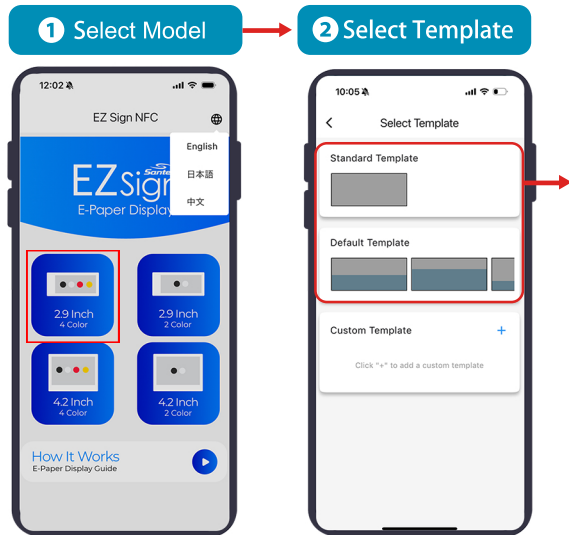 1 Select Model
2 Select Template
12:02
EZ Sign NFC
English
日本語
中文
EZsign
E-Paper Display
2.9 Inch
4 Color
2.9 Inch
2 Color
4.2 Inch
4 Color
4.2 Inch
2 Color
How It Works
E-Paper Display Guide
10:05
Select Template
Standard Template
Default Template
Custom Template
+
Click "+" to add a custom template